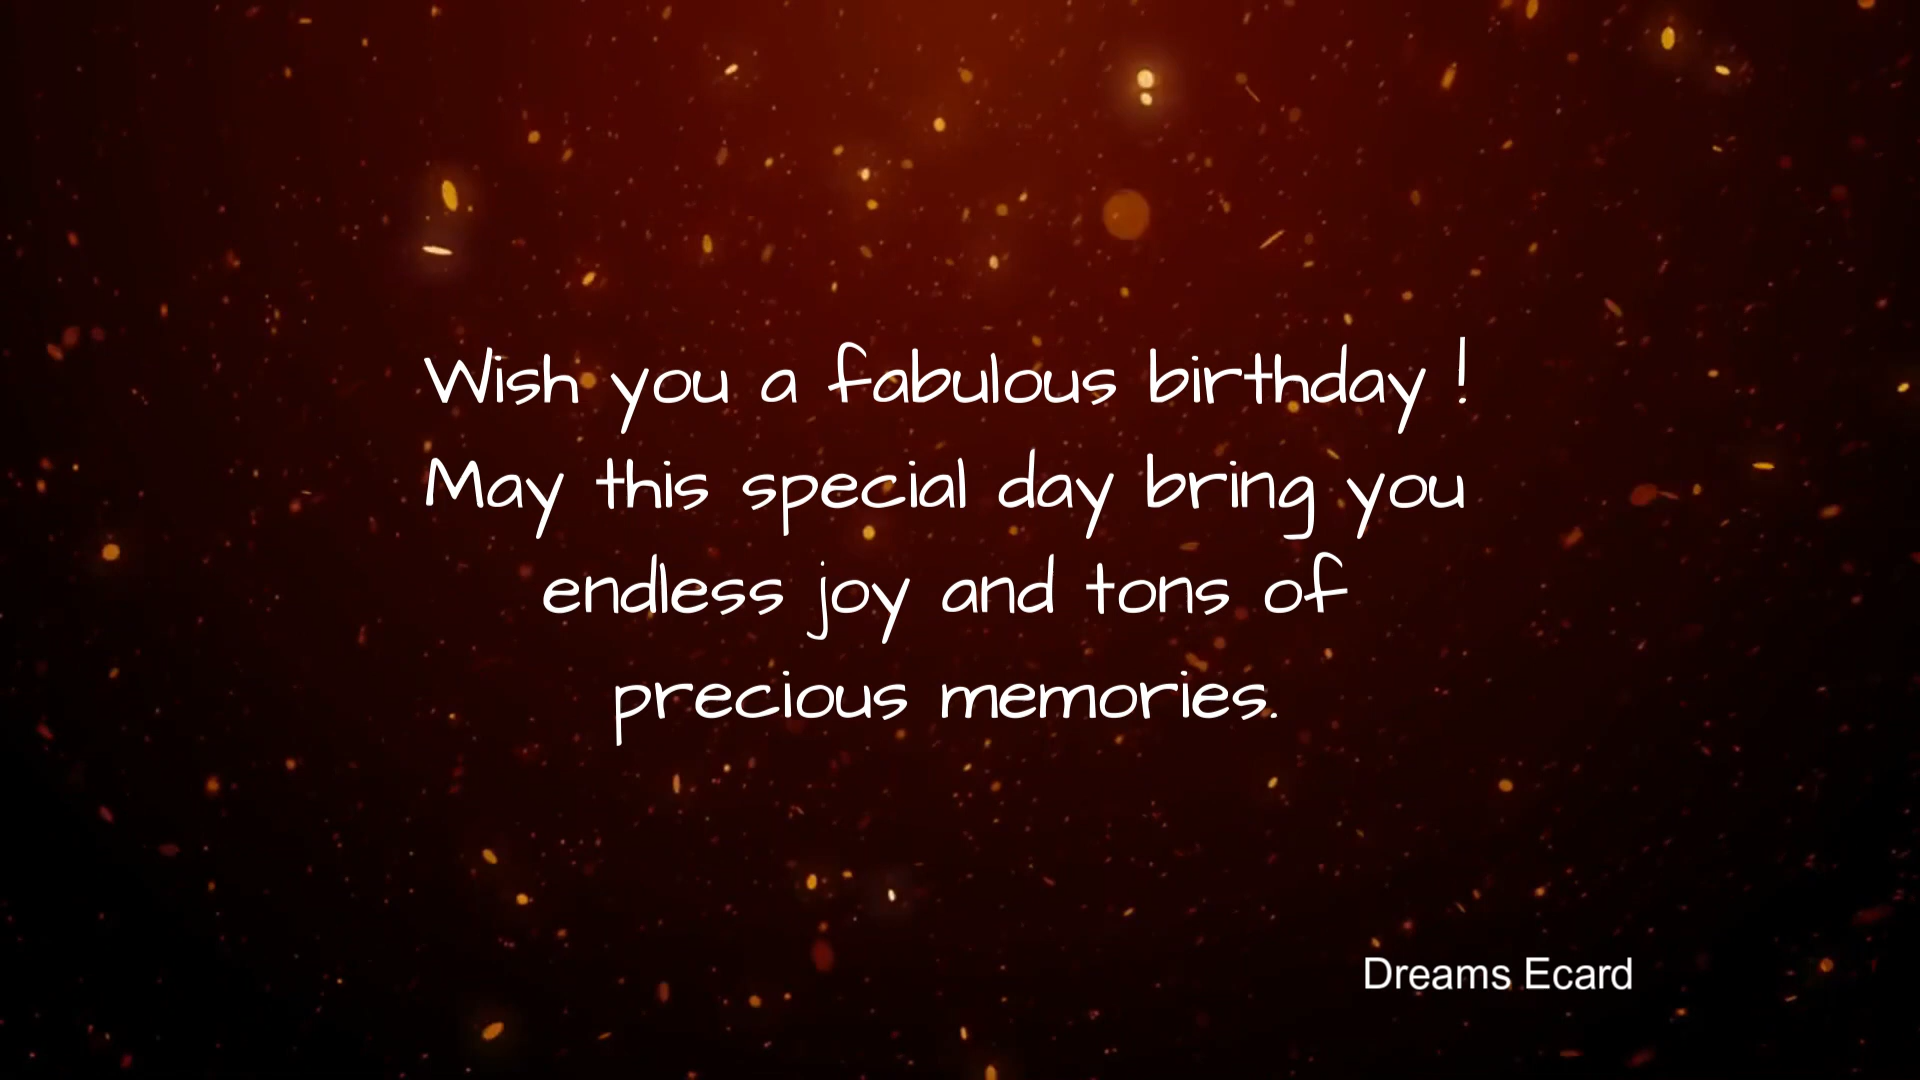 Wish you a fabulous birthday !
May this special day bring you
endless joy and tons of
precious memories.
Dreams Ecard